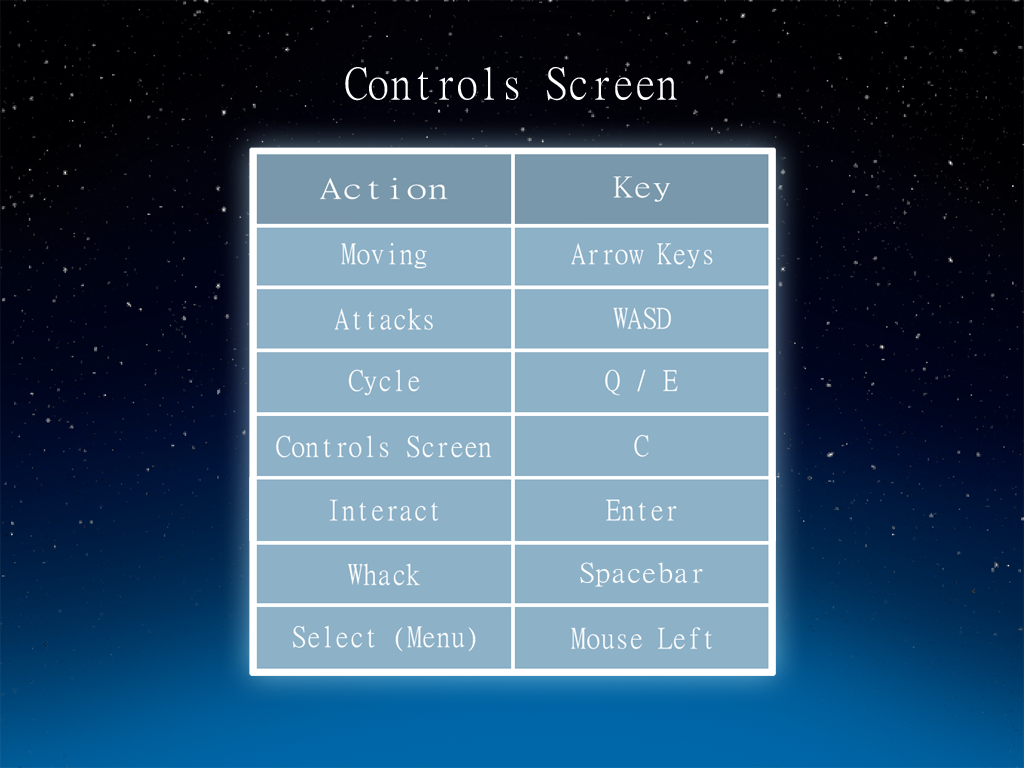 Controls Screen
Action Key
Moving Arrow Keys
Attacks WASD
Cycle Q / E
Controls Screen C
Interact Enter
Whack Spacebar
Select (Menu) Mouse Left